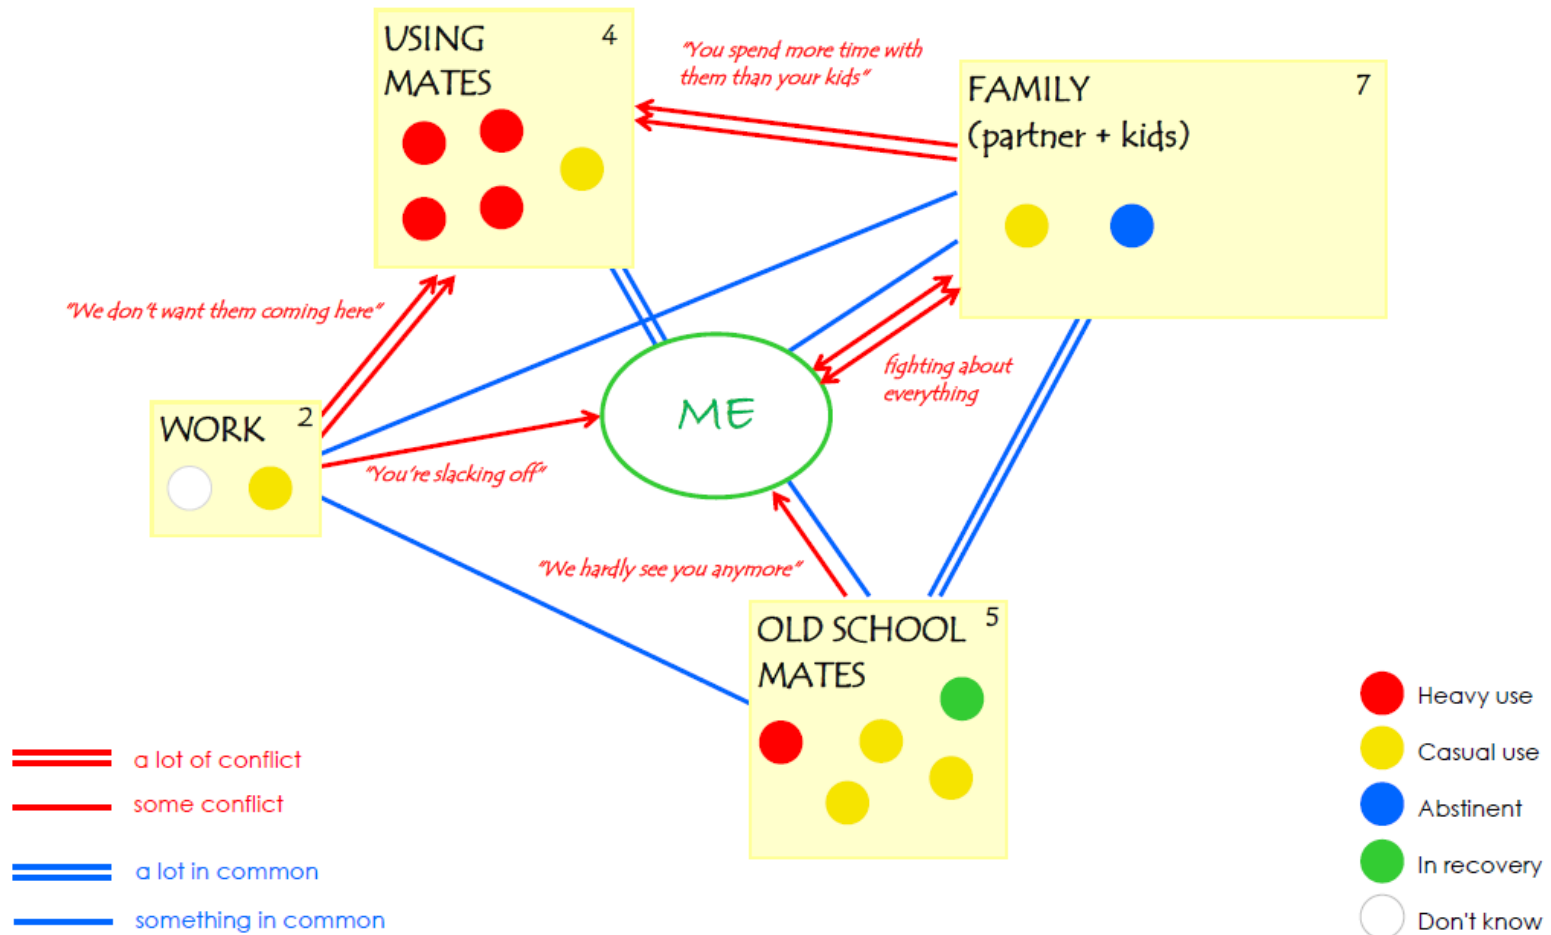 USING
MATES
4
"You spend more time with
them than your kids"
FAMILY
(partner + kids)
7
"We don't want them coming here"
WORK
2
"You're slacking off"
ME
fighting about
everything
"We hardly see you anymore"
OLD SCHOOL
MATES
5
a lot of conflict
some conflict
a lot in common
something in common
Heavy use
Casual use
Abstinent
In recovery
Don't know